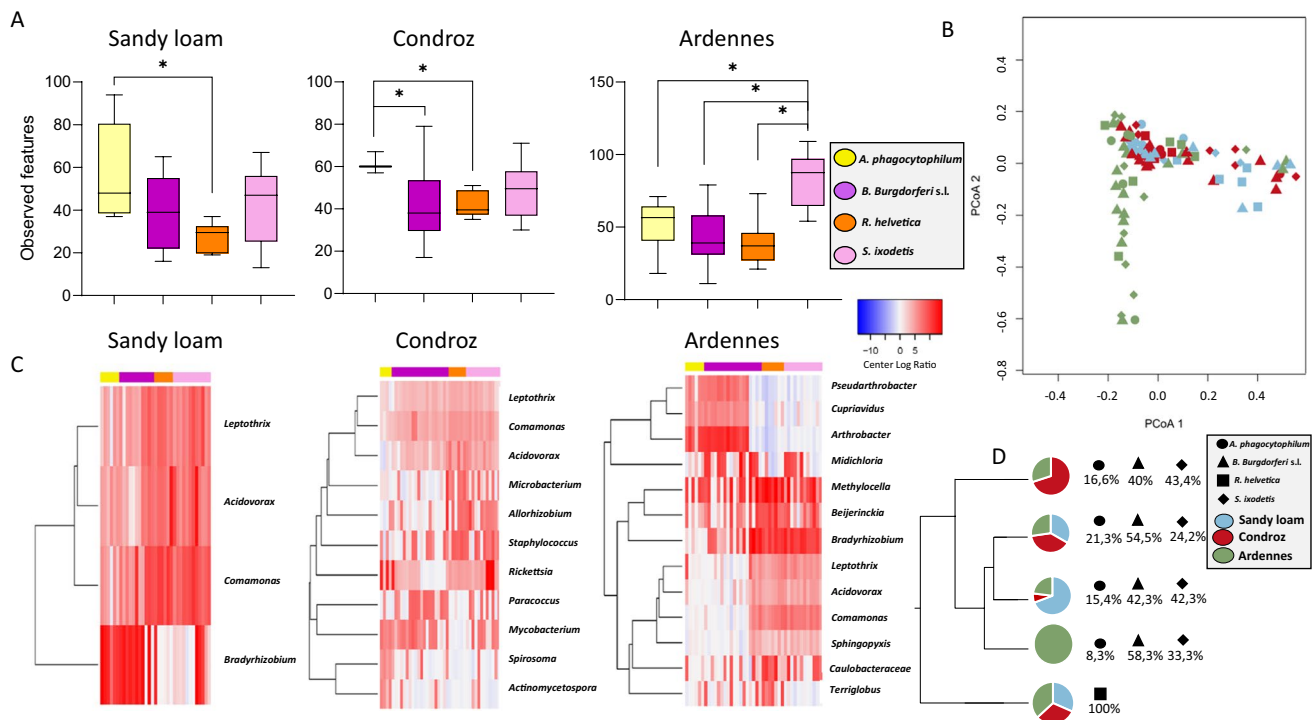 A
Sandy loam
Condroz
Ardennes
B
Observed features
100
80
60
40
20
0
*
100
80
60
40
20
0
*
*
150
100
50
0
*
*
*
A. phagocytophilum
B. Burgdorferi s.l.
R. helvetica
S. ixodetis
-10 0 5
Center Log Ratio
PCoA 2
0.4
0.2
0.0
-0.2
-0.4
-0.6
-0.8
-0.2 0.0 0.2 0.4 0.6
PCoA 1
C
Sandy loam
Condroz
Ardennes
Leptothrix
Acidovorax
Comamonas
Bradyrhizobium
Leptothrix
Comamonas
Acidovorax
Microbacterium
Allorhizobium
Staphylococcus
Rickettsia
Paracoccus
Mycobacterium
Spirosoma
Actinomycetospora
Pseudarthrobacter
Cupriavidus
Arthrobacter
Midichloria
Methylocella
Beijerinckia
Bradyrhizobium
Leptothrix
Acidovorax
Comamonas
Sphingopyxis
Caulobacteraceae
Terriglobus
D
16,6% 40% 43,4%
21,3% 54,5% 24,2%
15,4% 42,3% 42,3%
8,3% 58,3% 33,3%
100%
A. phagocytophilum
B. Burgdorferi s.l.
R. helvetica
S. ixodetis
Sandy loam
Condroz
Ardennes